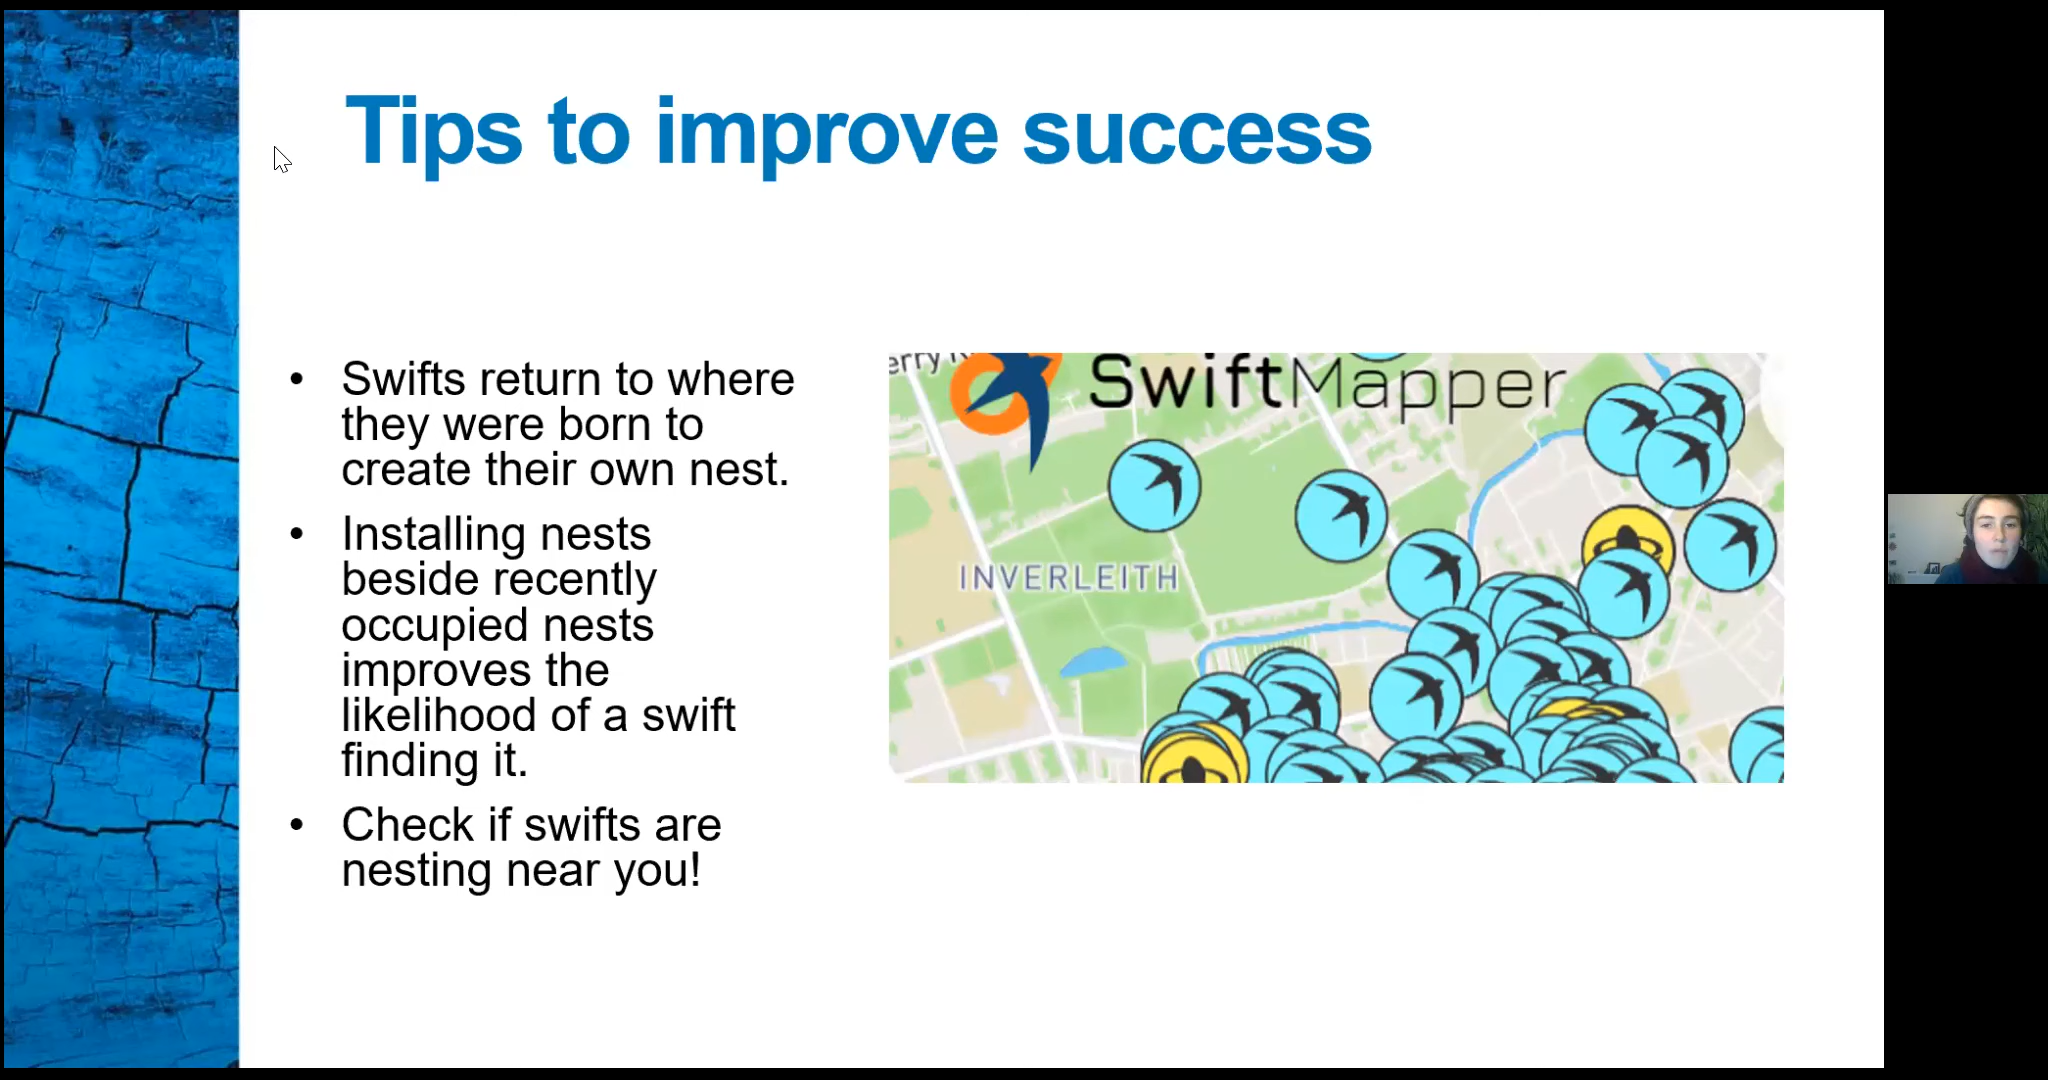 Tips to improve success
• Swifts return to where
they were born to
create their own nest.
• Installing nests
beside recently
occupied nests
improves the
likelihood of a swift
finding it.
• Check if swifts are
nesting near you!
SwiftMapper
INVERLEITH